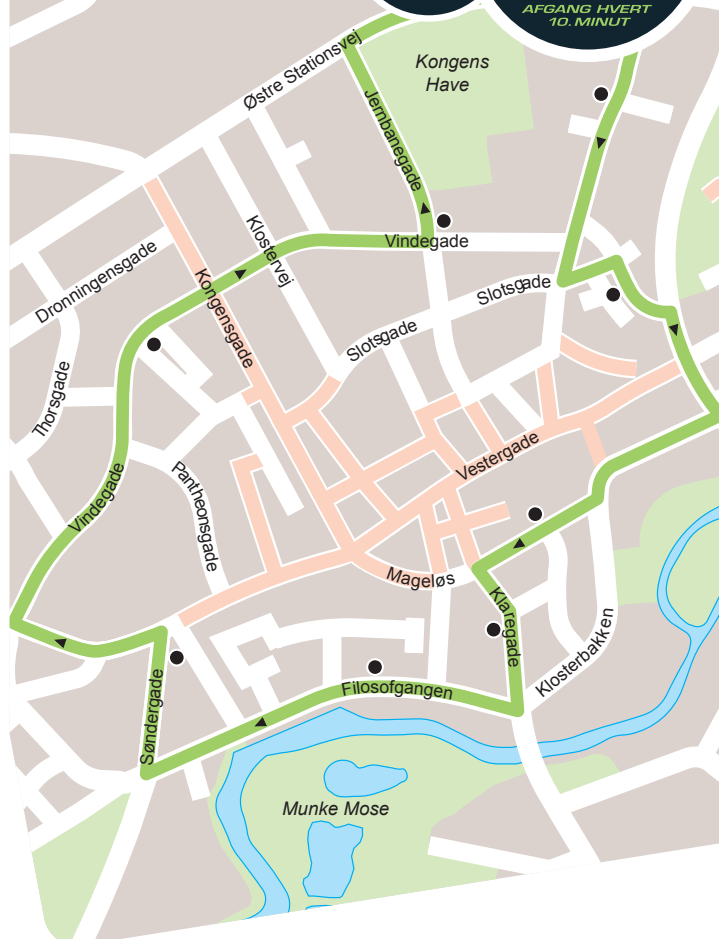 AFGANG HVERT
10. MINUT
Kongens
Have
Østre Stationsvej
Jernbanegade
Vindegade
Klostervej
Dronningensgade
Kongensgade
Slotsgade
Slotsgade
Thorsgade
Vestergade
Pantheonsgade
Vindegade
Mageløs
Klaregade
Klosterbakken
Filosofgangen
Søndergade
Munke Mose